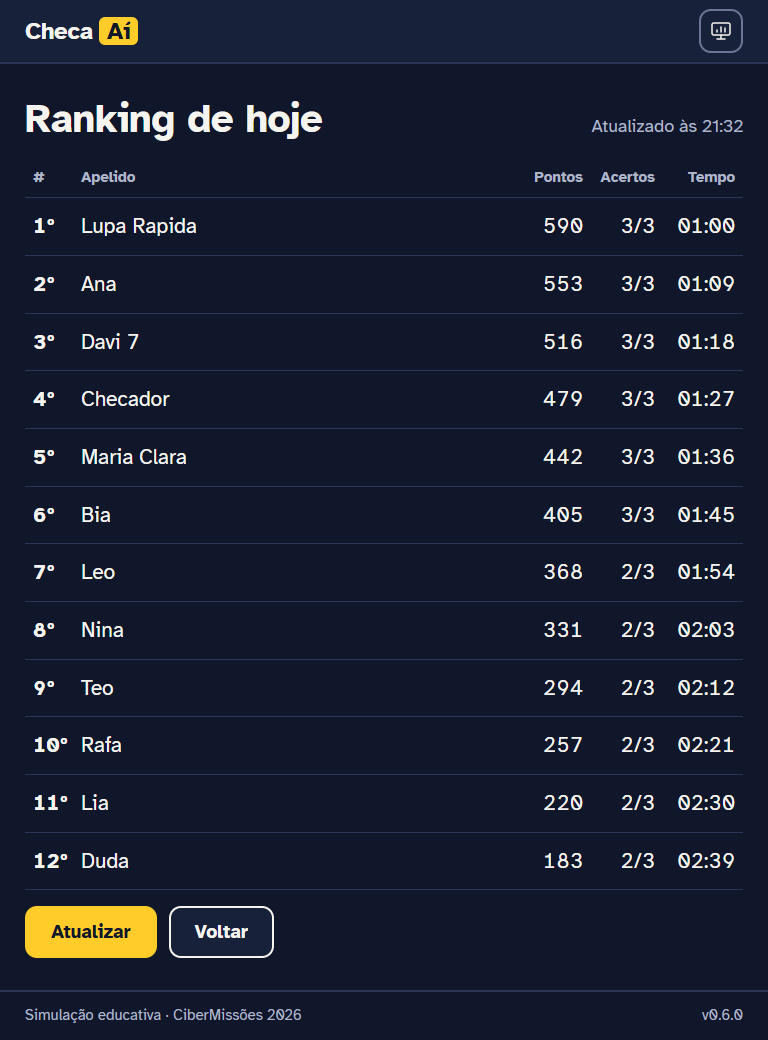 Checa Aí
Ranking de hoje
Atualizado às 21:32
# Apelido Pontos Acertos Tempo
1º Lupa Rapida 590 3/3 01:00
2º Ana 553 3/3 01:09
3º Davi 7 516 3/3 01:18
4º Checador 479 3/3 01:27
5º Maria Clara 442 3/3 01:36
6º Bia 405 3/3 01:45
7º Leo 368 2/3 01:54
8º Nina 331 2/3 02:03
9º Teo 294 2/3 02:12
10º Rafa 257 2/3 02:21
11º Lia 220 2/3 02:30
12º Duda 183 2/3 02:39
Atualizar Voltar
Simulação educativa · CiberMissões 2026 v0.6.0